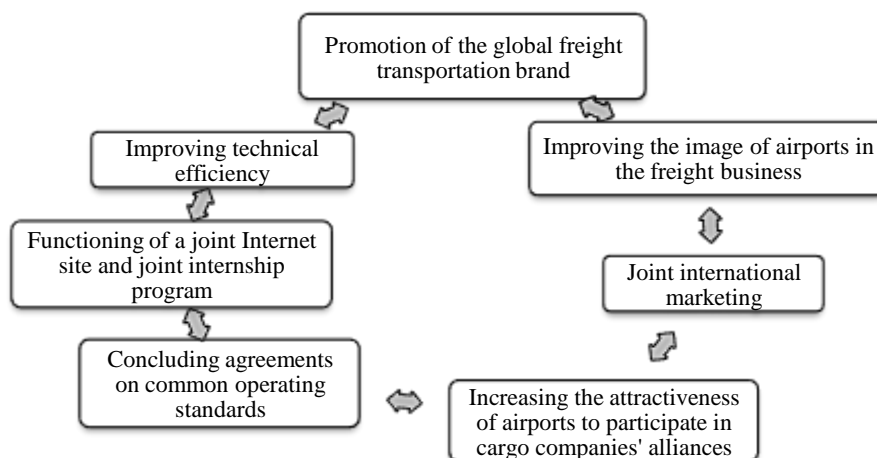 Promotion of the global freight
transportation brand
Improving technical
efficiency
Improving the image of airports in
the freight business
Functioning of a joint Internet
site and joint internship
program
Joint international
marketing
Concluding agreements
on common operating
standards
Increasing the attractiveness
of airports to participate in
cargo companies' alliances